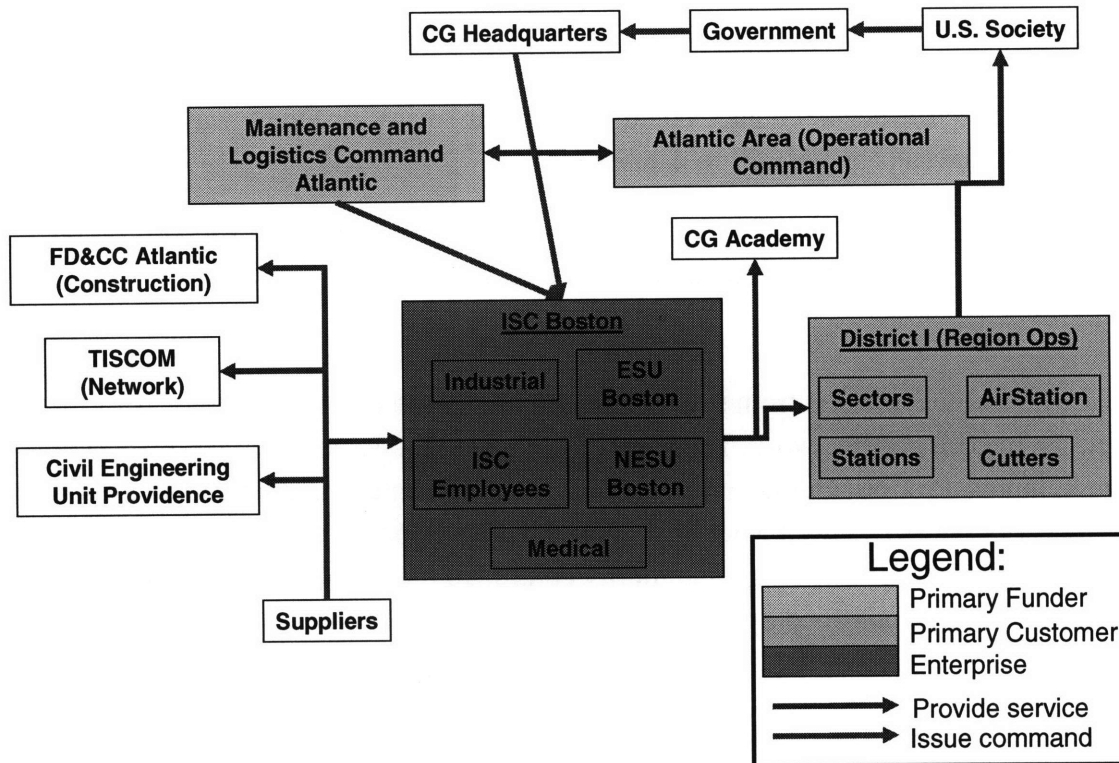 CG Headquarters
Government
U.S. Society
Maintenance and
Logistics Command
Atlantic
Atlantic Area (Operational
Command)
CG Academy
FD&CC Atlantic
(Construction)
TISCOM
(Network)
Civil Engineering
Unit Providence
Suppliers
ISC Boston
Industrial
ESU
Boston
ISC
Employees
NESU
Boston
Medical
District I (Region Ops)
Sectors
AirStation
Stations
Cutters
Legend:
Primary Funder
Primary Customer
Enterprise
Provide service
Issue command